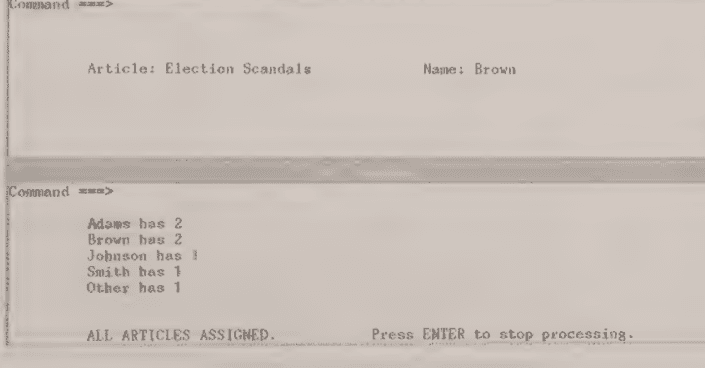 Command ===>
Article: Election Scandals Name: Brown
Command ===>
Adams has 2
Brown has 2
Johnson has 1
Smith has 1
Other has 1
ALL ARTICLES ASSIGNED. Press ENTER to stop processing.